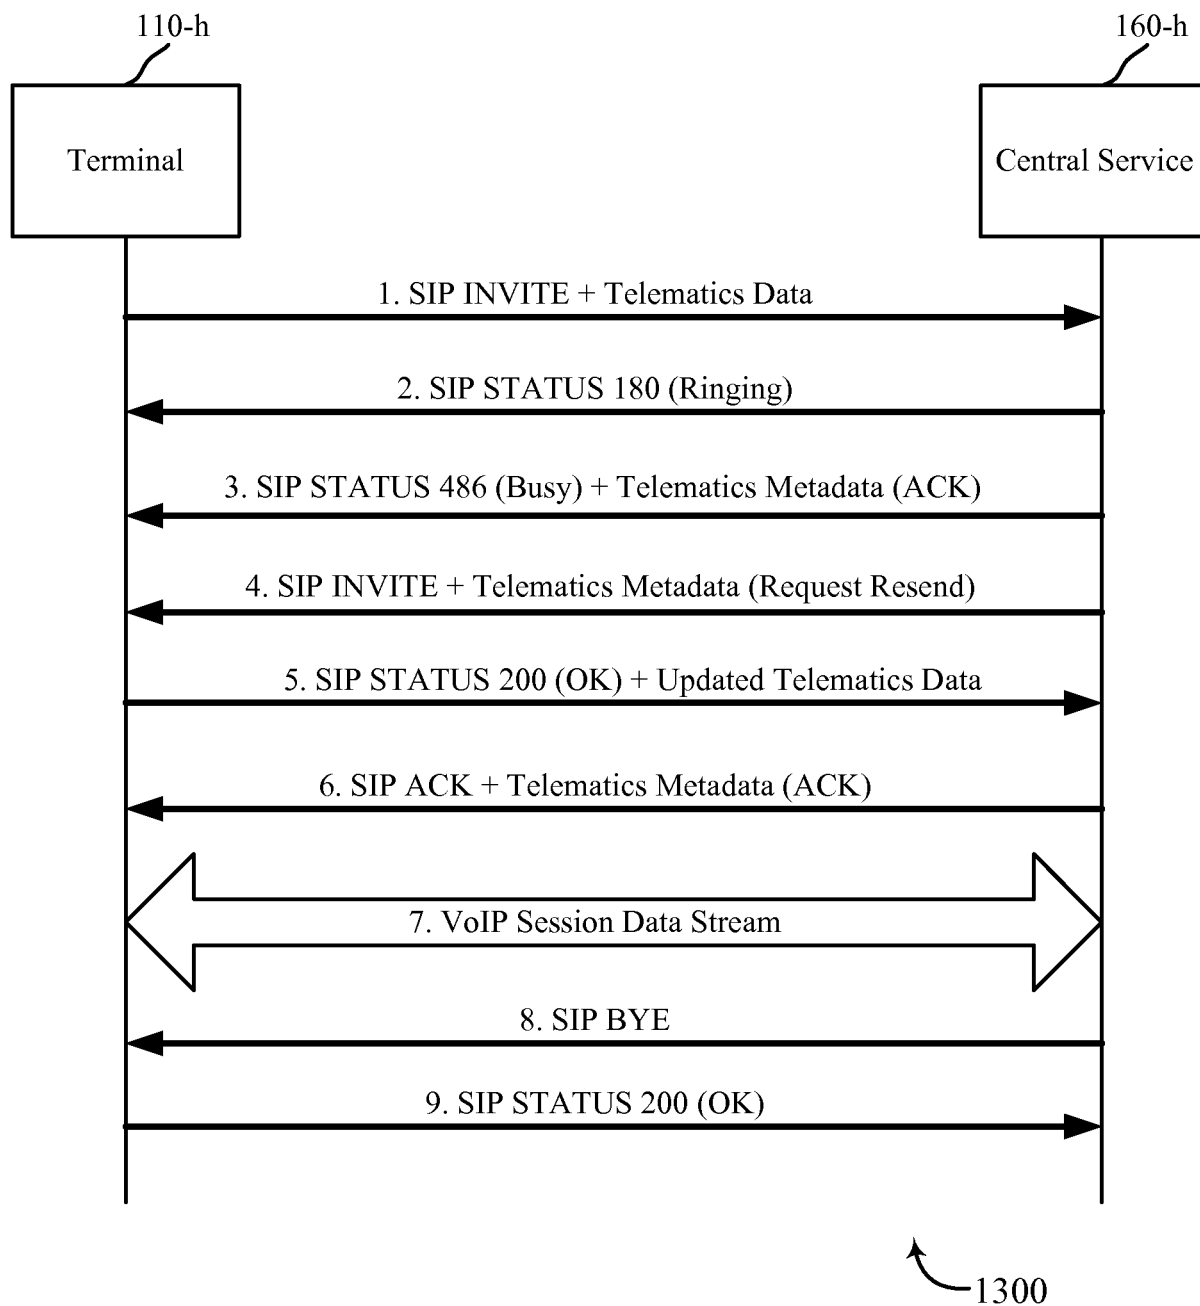 110-h
160-h
Terminal
Central Service
1. SIP INVITE + Telematics Data
2. SIP STATUS 180 (Ringing)
3. SIP STATUS 486 (Busy) + Telematics Metadata (ACK)
4. SIP INVITE + Telematics Metadata (Request Resend)
5. SIP STATUS 200 (OK) + Updated Telematics Data
6. SIP ACK + Telematics Metadata (ACK)
7. VoIP Session Data Stream
8. SIP BYE
9. SIP STATUS 200 (OK)
1300